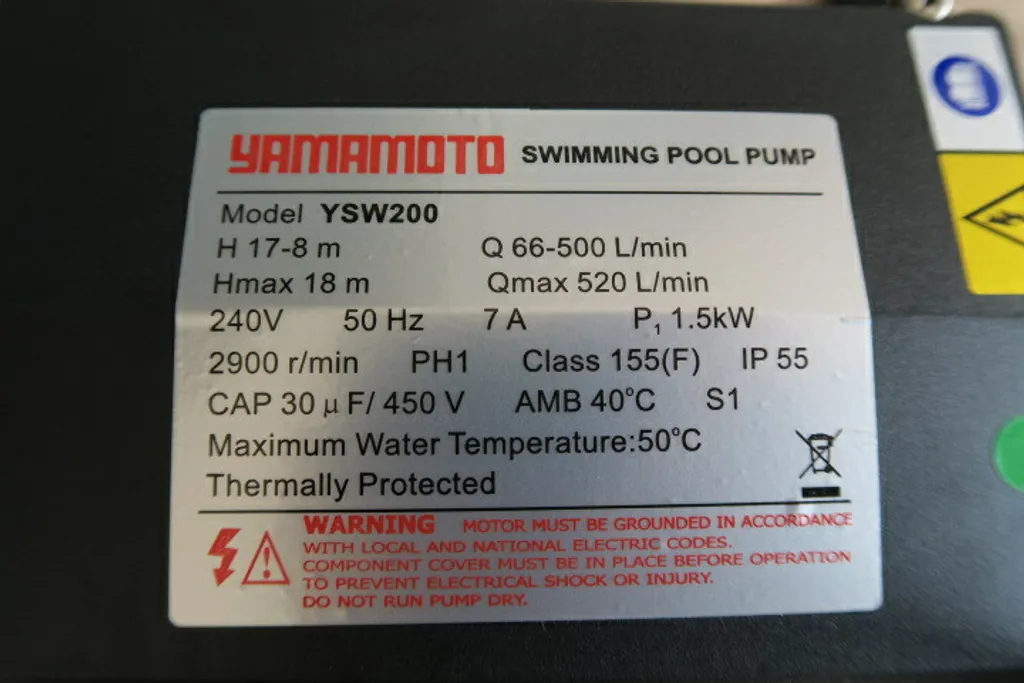 YAMAMOTO SWIMMING POOL PUMP
Model YSW200
H 17-8 m Q 66-500 L/min
Hmax 18 m Qmax 520 L/min
240V 50 Hz 7 A P₁ 1.5kW
2900 r/min PH1 Class 155(F) IP 55
CAP 30 μF/ 450 V AMB 40°C S1
Maximum Water Temperature:50°C
Thermally Protected
WARNING MOTOR MUST BE GROUNDED IN ACCORDANCE
WITH LOCAL AND NATIONAL ELECTRIC CODES.
COMPONENT COVER MUST BE IN PLACE BEFORE OPERATION
TO PREVENT ELECTRICAL SHOCK OR INJURY.
DO NOT RUN PUMP DRY.